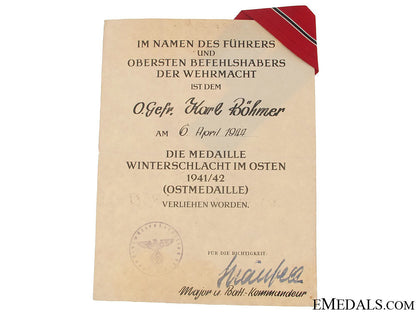 IM NAMEN DES FÜHRERS
UND
OBERSTEN BEFEHLSHABERS
DER WEHRMACHT
IST DEM
O.Gefr. Karl Böhmer
AM 6 April 1944
DIE MEDAILLE
WINTERSCHLACHT IM OSTEN
1941/42
(OSTMEDAILLE)
VERLIEHEN WORDEN.
FÜR DIE RICHTIGKEIT:
Major u. Batl-Kommandeur
EMEDALS.COM